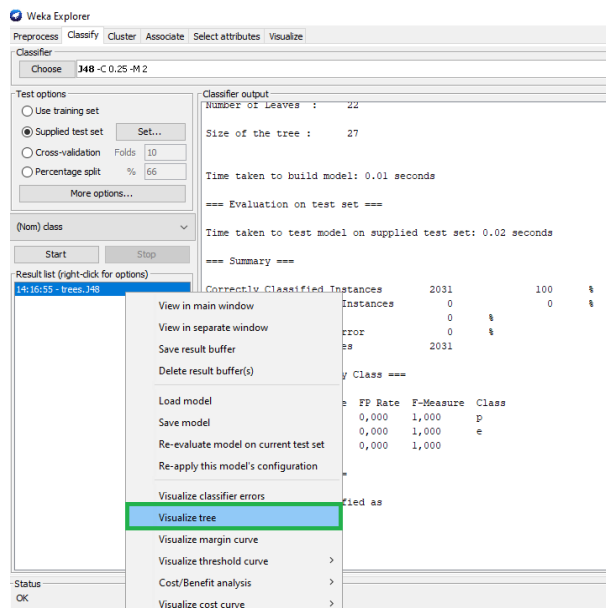 Weka Explorer
Preprocess Classify Cluster Associate Select attributes Visualize
Classifier
Choose J48 -C 0.25 -M 2
Test options
Use training set
Supplied test set Set...
Cross-validation Folds 10
Percentage split % 66
More options...
(Nom) class
Start Stop
Result list (right-click for options)
14:16:55 - trees.J48
Classifier output
Number of Leaves : 22
Size of the tree : 27
Time taken to build model: 0.01 seconds
=== Evaluation on test set ===
Time taken to test model on supplied test set: 0.02 seconds
=== Summary ===
Correctly Classified Instances 2031 100 %
Instances 0 0 %
0 %
rror 0 %
es 2031
y Class ===
e FP Rate F-Measure Class
0,000 1,000 p
0,000 1,000 e
0,000 1,000
=
fied as
View in main window
View in separate window
Save result buffer
Delete result buffer(s)
Load model
Save model
Re-evaluate model on current test set
Re-apply this model's configuration
Visualize classifier errors
Visualize tree
Visualize margin curve
Visualize threshold curve >
Cost/Benefit analysis >
Visualize cost curve >
Status
OK